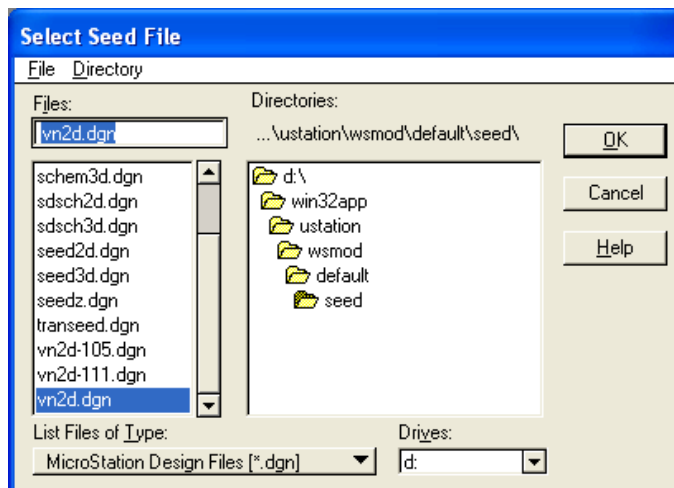 Select Seed File
File Directory
Files:
vn2d.dgn
schem3d.dgn
sdsch2d.dgn
sdsch3d.dgn
seed2d.dgn
seed3d.dgn
seedz.dgn
transeed.dgn
vn2d-105.dgn
vn2d-111.dgn
vn2d.dgn
List Files of Type:
MicroStation Design Files [*.dgn]
Directories:
...\ustation\wsmod\default\seed\
d:\
win32app
ustation
wsmod
default
seed
Drives:
d:
OK
Cancel
Help